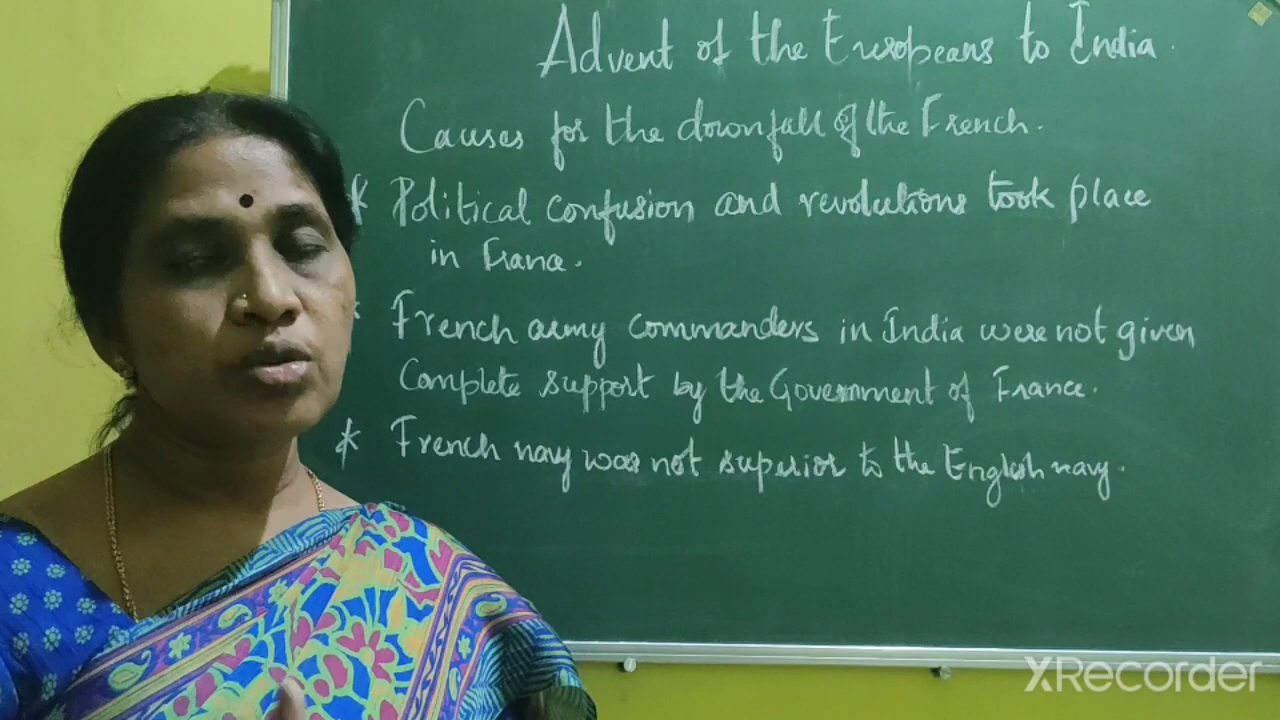 Advent of the Europeans to India.
Causes for the downfall of the French.
* Political confusion and revolutions took place
in France.
* French army commanders in India were not given
Complete support by the Government of France.
* French navy was not superior to the English navy.
XRecorder